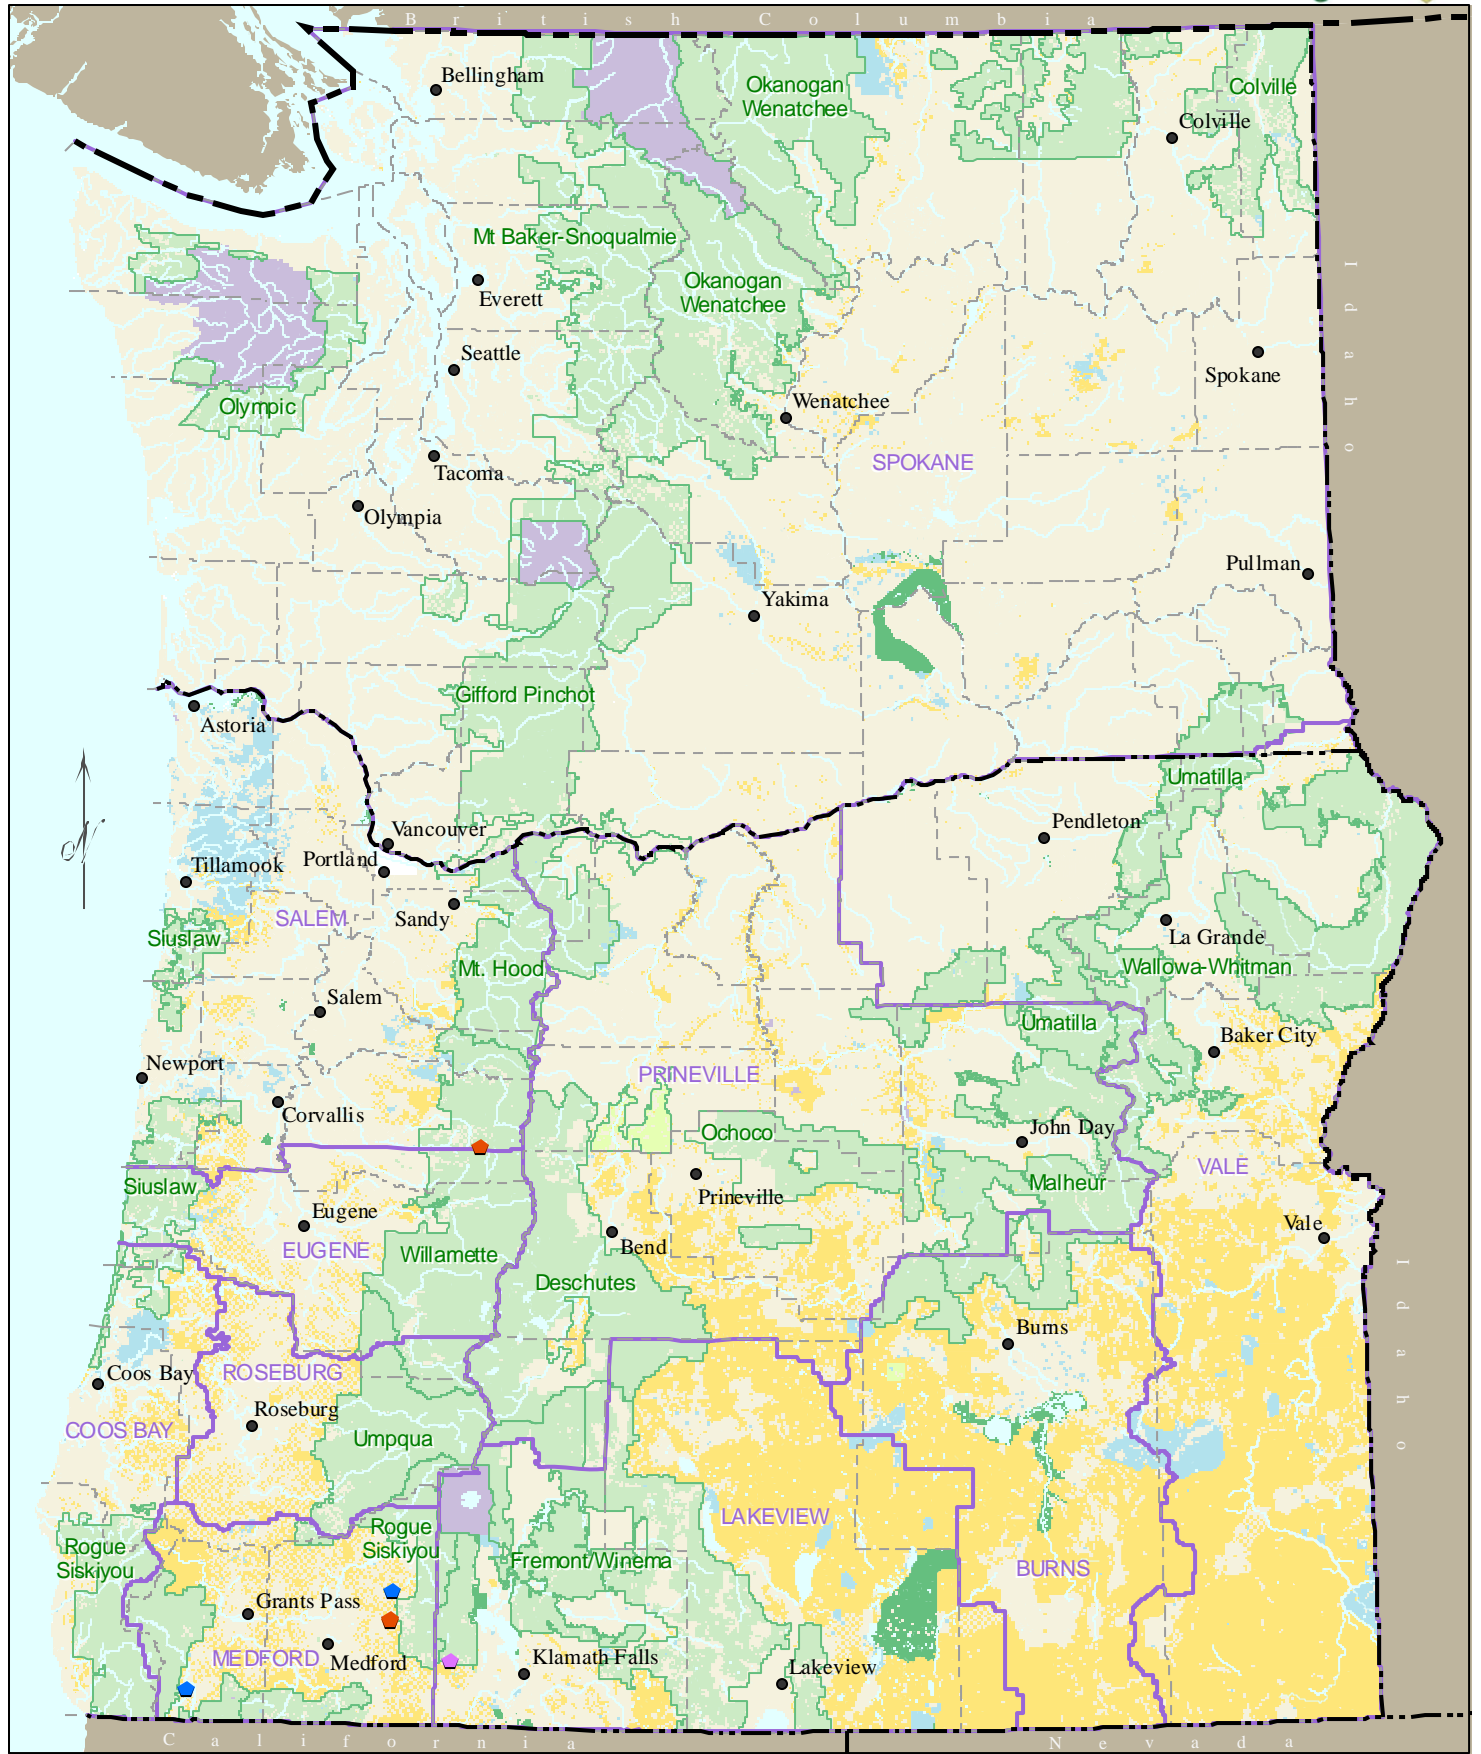 British Columbia
Bellingham
Okanogan
Wenatchee
Colville
Colville
Mt Baker-Snoqualmie
Okanogan
Wenatchee
Everett
Idaho
Seattle
Spokane
Olympic
Wenatchee
SPOKANE
Tacoma
Olympia
Pullman
Yakima
Gifford Pinchot
Astoria
Umatilla
Vancouver
Pendleton
Portland
Tillamook
SALEM
Sandy
Siuslaw
La Grande
Mt. Hood
Wallowa-Whitman
Salem
Umatilla
Baker City
Newport
PRINEVILLE
Corvallis
Ochoco
John Day
VALE
Siuslaw
Malheur
Prineville
Eugene
Vale
EUGENE
Willamette
Bend
Deschutes
Idaho
Burns
Coos Bay
ROSEBURG
Roseburg
COOS BAY
Umpqua
LAKEVIEW
Rogue
Siskiyou
Rogue
Siskiyou
Fremont/Winema
BURNS
Grants Pass
MEDFORD
Medford
Klamath Falls
Lakeview
California
Nevada
N